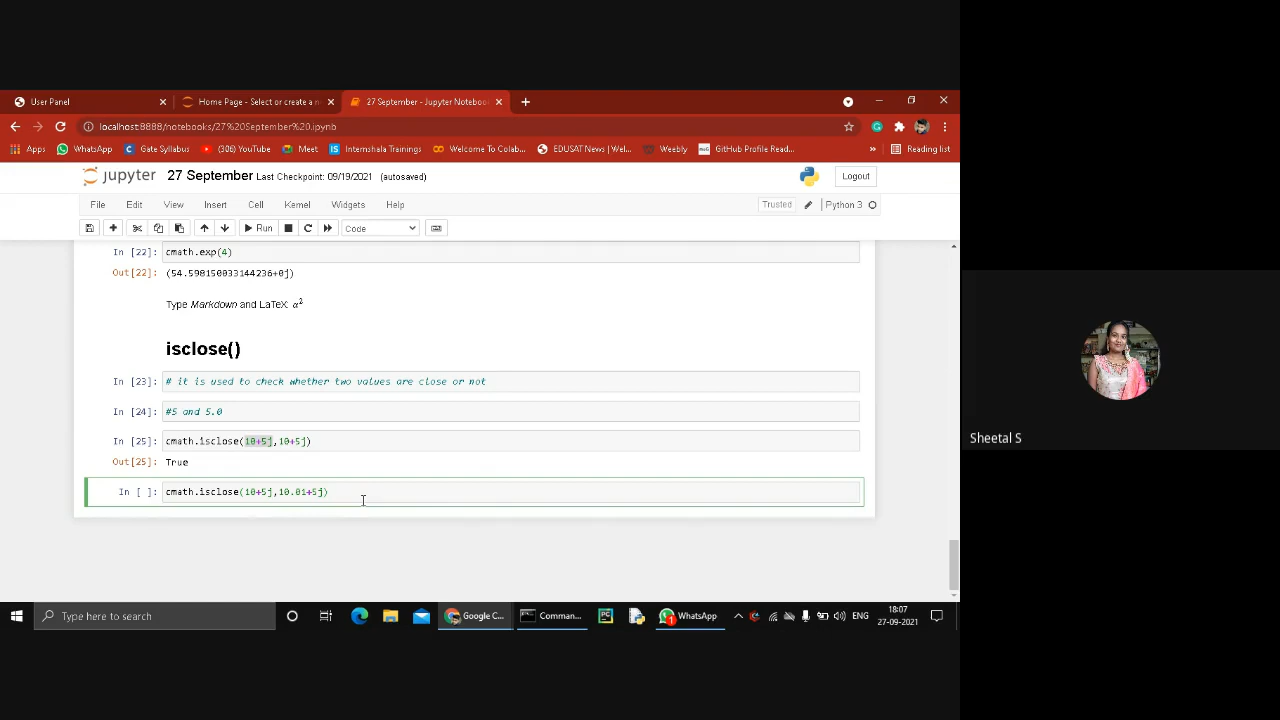 User Panel
Home Page - Select or create a n
27 September - Jupyter Noteboo
localhost:8888/notebooks/27%20September%20.ipynb
Apps
WhatsApp
Gate Syllabus
(306) YouTube
Meet
IS
Internshala Trainings
Welcome To Colab...
EDUSAT News | Wel...
Weebly
GitHub Profile Read...
»
Reading list
jupyter 27 September Last Checkpoint: 09/19/2021 (autosaved)
Logout
File Edit View Insert Cell Kernel Widgets Help
Trusted
Python 3
Run
Code
In [22]: cmath.exp(4)
Out[22]: (54.598150033144236+0j)
Type Markdown and LaTeX: α²
isclose()
In [23]: # it is used to check whether two values are close or not
In [24]: #5 and 5.0
In [25]: cmath.isclose(10+5j,10+5j)
Out[25]: True
In [ ]: cmath.isclose(10+5j,10.01+5j)
Sheetal S
Type here to search
Google C...
Comman...
PC
1
WhatsApp
ENG
18:07
27-09-2021